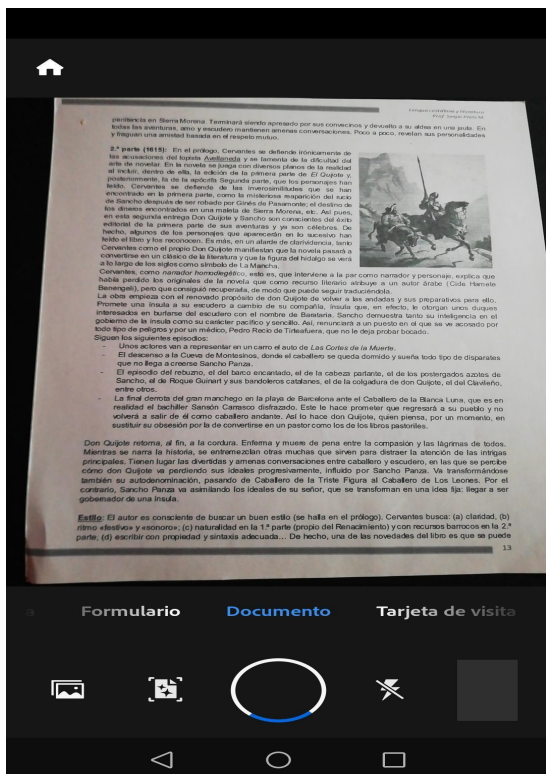 Lengua castellana y literatura
Prof. Sergio
penitencia en Sierra Morena. Terminará siendo apresado por sus convecinos y devuelto a su aldea en una jaula. En
todas las aventuras, amo y escudero mantienen amenas conversaciones. Poco a poco, revelan sus personalidades
y fraguan una amistad basada en el respeto mutuo.
2.ª parte (1615): En el prólogo, Cervantes se defiende irónicamente de
las acusaciones del topista Avellaneda y se lamenta de la dificultad del
arte de novelar. En la novela se juega con diversos planos de la realidad
al incluir, dentro de ella, la edición de la primera parte de El Quijote y,
posteriormente, la de la apócrifa Segunda parte, que los personajes han
leído. Cervantes se defiende de las inverosimilitudes que se han
encontrado en la primera parte, como la misteriosa reaparición del rucio
de Sancho después de ser robado por Ginés de Pasamonte; el destino de
los dineros encontrados en una maleta de Sierra Morena, etc. Así pues,
en esta segunda entrega Don Quijote y Sancho son conscientes del éxito
editorial de la primera parte de sus aventuras y ya son célebres. De
hecho, algunos de los personajes que aparecerán en lo sucesivo han
leído el libro y los reconocen. Es más, en un alarde de clarividencia, tanto
Cervantes como el propio Don Quijote manifiestan que la novela pasará a
convertirse en un clásico de la literatura y que la figura del hidalgo se verá
a lo largo de los siglos como símbolo de La Mancha.
Cervantes, como narrador homodiegético, esto es, que interviene a la par como narrador y personaje, explica que
había perdido los originales de la novela que como recurso literario atribuye a un autor árabe (Cide Hamete
Benengeli), pero que consiguió recuperarla, de modo que puede seguir traduciéndola.
La obra empieza con el renovado propósito de don Quijote de volver a las andadas y sus preparativos para ello.
Promete una ínsula a su escudero a cambio de su compañía, ínsula que, en efecto, le otorgan unos duques
interesados en burlarse del escudero con el nombre de Barataria. Sancho demuestra tanto su inteligencia en el
gobierno de la ínsula como su carácter pacífico y sencillo. Así, renunciará a un puesto en el que se ve acosado por
todo tipo de peligros y por un médico, Pedro Recio de Tirteafuera, que no le deja probar bocado.
Siguen los siguientes episodios:
- Unos actores van a representar en un carro el auto de Las Cortes de la Muerte.
- El descenso a la Cueva de Montesinos, donde el caballero se queda dormido y sueña todo tipo de disparates
que no llega a creerse Sancho Panza.
- El episodio del rebuzno, el del barco encantado, el de la cabeza parlante, el de los postergados azotes de
Sancho, el de Roque Guinart y sus bandoleros catalanes, el de la colgadura de don Quijote, el del Clavileño,
entre otros.
- La final derrota del gran manchego en la playa de Barcelona ante el Caballero de la Blanca Luna, que es en
realidad el bachiller Sansón Carrasco disfrazado. Este le hace prometer que regresará a su pueblo y no
volverá a salir de él como caballero andante. Así lo hace don Quijote, quien piensa, por un momento, en
sustituir su obsesión por la de convertirse en un pastor como los de los libros pastoriles.
Don Quijote retorna, al fin, a la cordura. Enferma y muere de pena entre la compasión y las lágrimas de todos.
Mientras se narra la historia, se entremezclan otras muchas que sirven para distraer la atención de las intrigas
principales. Tienen lugar las divertidas y amenas conversaciones entre caballero y escudero, en las que se percibe
cómo don Quijote va perdiendo sus ideales progresivamente, influido por Sancho Panza. Va transformándose
también su autodenominación, pasando de Caballero de la Triste Figura al Caballero de Los Leones. Por el
contrario, Sancho Panza va asimilando los ideales de su señor, que se transforman en una idea fija: llegar a ser
gobernador de una ínsula.
Estilo: El autor es consciente de buscar un buen estilo (se halla en el prólogo). Cervantes busca: (a) claridad, (b)
ritmo «festivo» y «sonoro»; (c) naturalidad en la 1.ª parte (propio del Renacimiento) y con recursos barrocos en la 2.ª
parte, (d) escribir con propiedad y sintaxis adecuada... De hecho, una de las novedades del libro es que se puede
13
Formulario Documento Tarjeta de visita